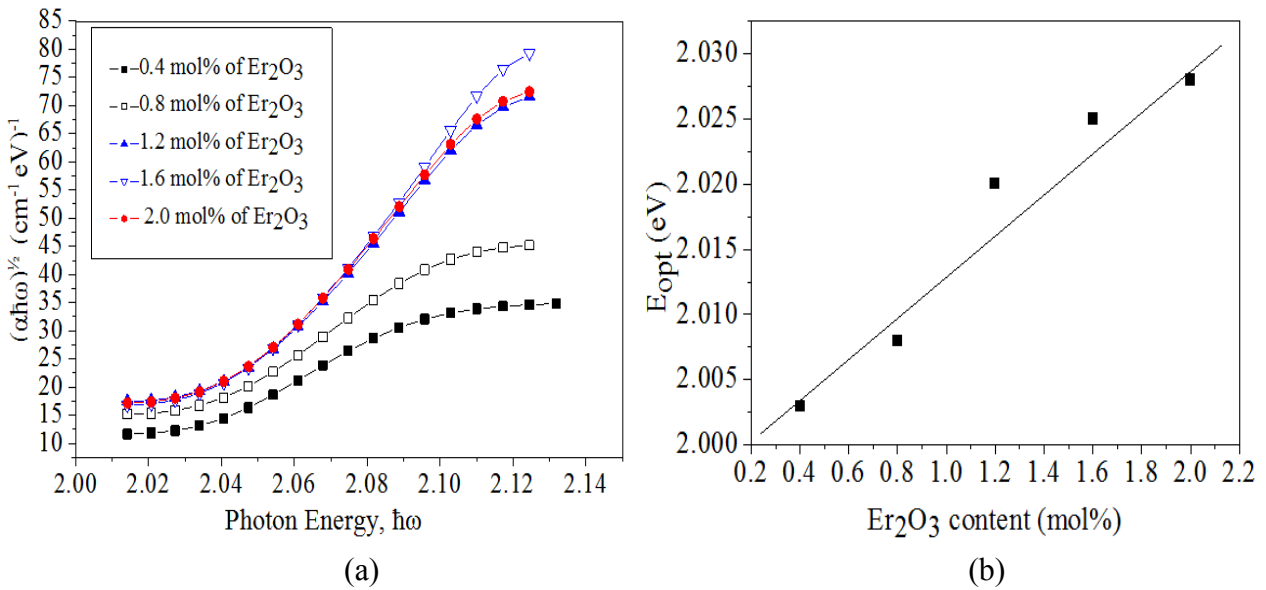 85
80
75
70
65
60
55
50
45
40
35
30
25
20
15
10
(αħω)^½ (cm⁻¹ eV)⁻¹
0.4 mol% of Er₂O₃
0.8 mol% of Er₂O₃
1.2 mol% of Er₂O₃
1.6 mol% of Er₂O₃
2.0 mol% of Er₂O₃
2.00 2.02 2.04 2.06 2.08 2.10 2.12 2.14
Photon Energy, ħω
(a)
2.030
2.025
2.020
2.015
2.010
2.005
2.000
E_opt (eV)
0.2 0.4 0.6 0.8 1.0 1.2 1.4 1.6 1.8 2.0 2.2
Er₂O₃ content (mol%)
(b)